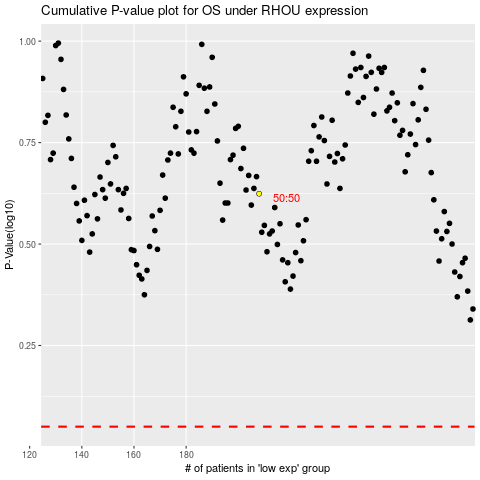 Cumulative P-value plot for OS under RHOU expression
1.00
0.75
0.50
0.25
50:50
P-Value(log10)
120 140 160 180
# of patients in 'low exp' group